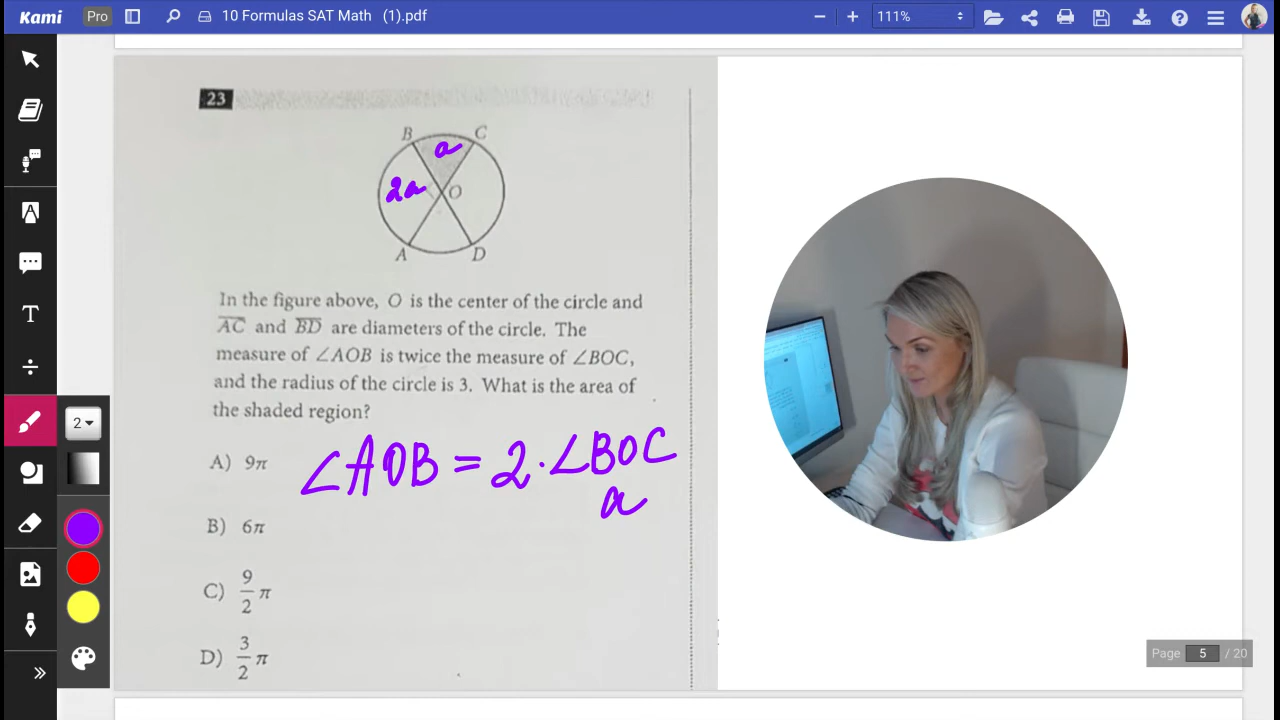 Kami Pro 10 Formulas SAT Math (1).pdf 111%
23
B C
a
2a
O
A D
In the figure above, O is the center of the circle and
A͞C and B͞D are diameters of the circle. The
measure of ∠AOB is twice the measure of ∠BOC,
and the radius of the circle is 3. What is the area of
the shaded region?
A) 9π
∠AOB = 2·∠BOC
a
B) 6π
C) 9/2 π
D) 3/2 π
2
T
Page 5 / 20